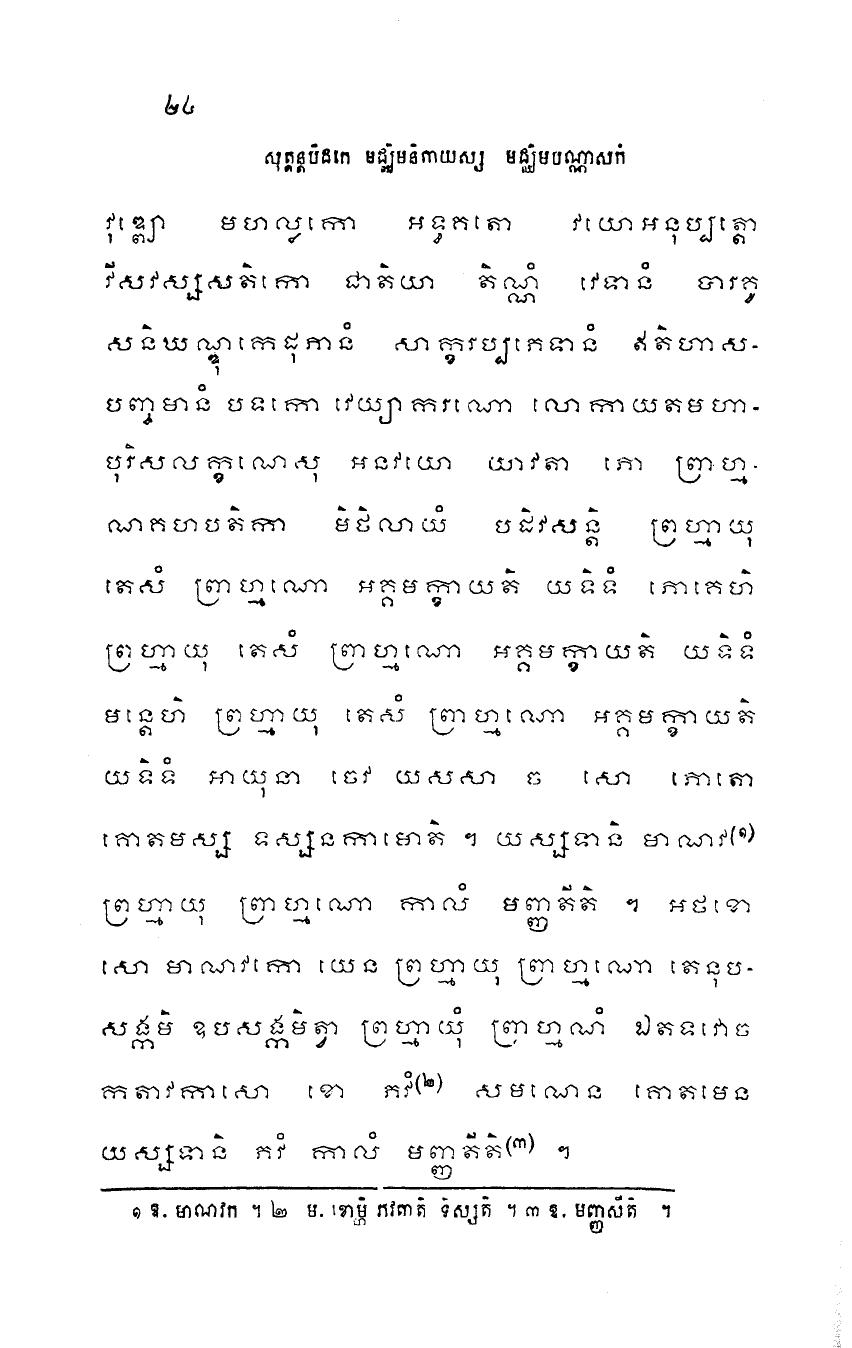 ២៤
សុត្តន្តបិដកេ មជ្ឈិមនិកាយស្ស មជ្ឈិមបណ្ណាសកំ
វុឌ្ឍោ មហល្លកោ អទ្ធគតោ វយោអនុប្បត្តោ
វីសវស្សសតិកោ ជាតិយា តិណ្ណំ វេទានំ បារគូ
សនិឃណ្ឌុកេដុភានំ សាក្ខរប្បភេទានំ ឥតិហាស-
បញ្ចមានំ បទកោ វេយ្យាករណោ លោកាយតមហា-
បុរិសលក្ខណេសុ អនវយោ យាវតា ភោ ព្រាហ្ម-
ណគហបតិកា មិថិលាយំ បដិវសន្តិ ព្រហ្មាយុ
តេសំ ព្រាហ្មណោ អគ្គមក្ខាយតិ យទិទំ ភោគេហិ
ព្រហ្មាយុ តេសំ ព្រាហ្មណោ អគ្គមក្ខាយតិ យទិទំ
មន្តេហិ ព្រហ្មាយុ តេសំ ព្រាហ្មណោ អគ្គមក្ខាយតិ
យទិទំ អាយុនា ចេវ យសសា ច សោ ភោតោ
គោតមស្ស ទស្សនកាមោតិ ។ យស្សទានិ មាណវ(១)
ព្រហ្មាយុ ព្រាហ្មណោ កាលំ មញ្ញតីតិ ។ អថខោ
សោ មាណវកោ យេន ព្រហ្មាយុ ព្រាហ្មណោ តេនុប-
សង្កមិ ឧបសង្កមិត្វា ព្រហ្មាយុំ ព្រាហ្មណំ ឯតទវោច
កតាវកាសោ ខោ ភវំ(២) សមណេន គោតមេន
យស្សទានិ ភវំ កាលំ មញ្ញតីតិ(៣) ។
១ ឱ. មាណវក ។ ២ ម. ខោម្ហិ ភវតាតិ ទិស្សតិ ។ ៣ ឱ. មញ្ញសីតិ ។